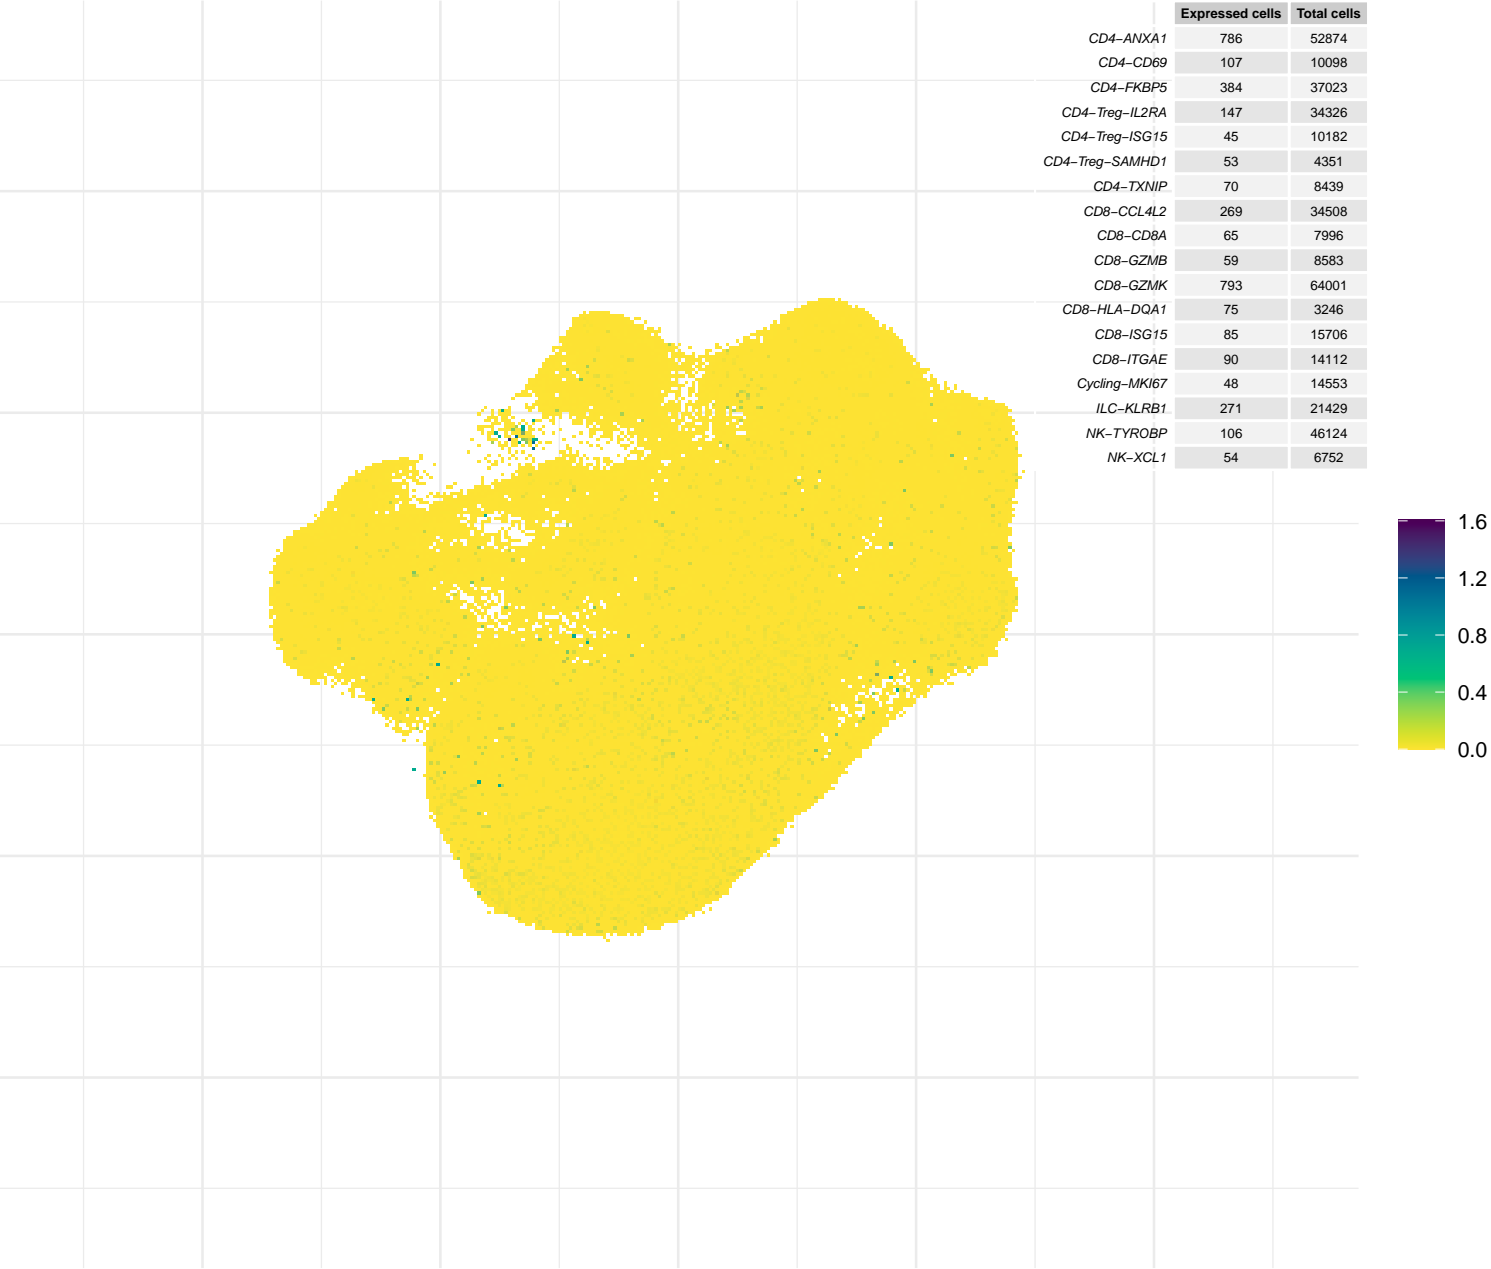 Expressed cells Total cells
CD4−ANXA1 786 52874
CD4−CD69 107 10098
CD4−FKBP5 384 37023
CD4−Treg−IL2RA 147 34326
CD4−Treg−ISG15 45 10182
CD4−Treg−SAMHD1 53 4351
CD4−TXNIP 70 8439
CD8−CCL4L2 269 34508
CD8−CD8A 65 7996
CD8−GZMB 59 8583
CD8−GZMK 793 64001
CD8−HLA−DQA1 75 3246
CD8−ISG15 85 15706
CD8−ITGAE 90 14112
Cycling−MKI67 48 14553
ILC−KLRB1 271 21429
NK−TYROBP 106 46124
NK−XCL1 54 6752
1.6
1.2
0.8
0.4
0.0